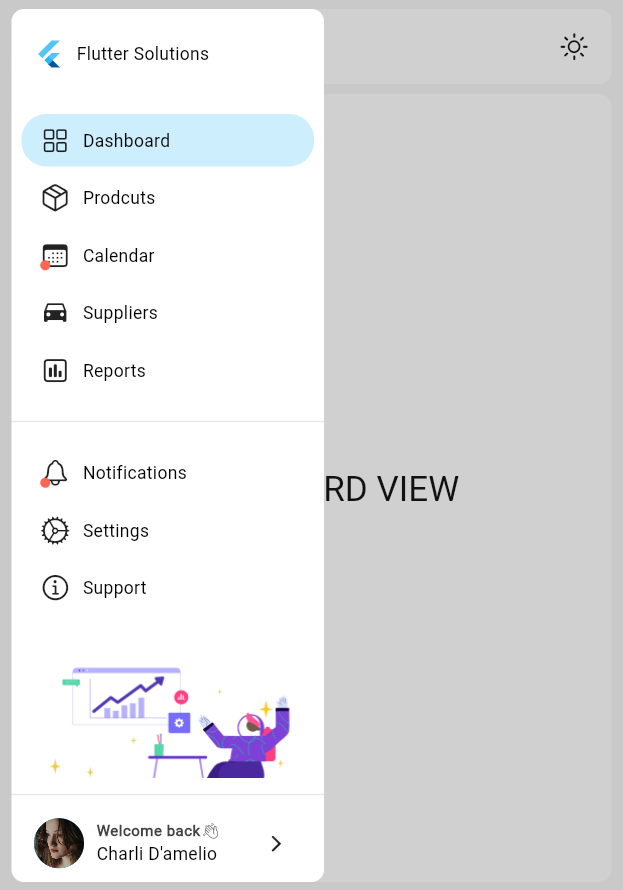 Flutter Solutions
Dashboard
Prodcuts
Calendar
Suppliers
Reports
RD VIEW
Notifications
Settings
Support
Welcome back👏
Charli D'amelio